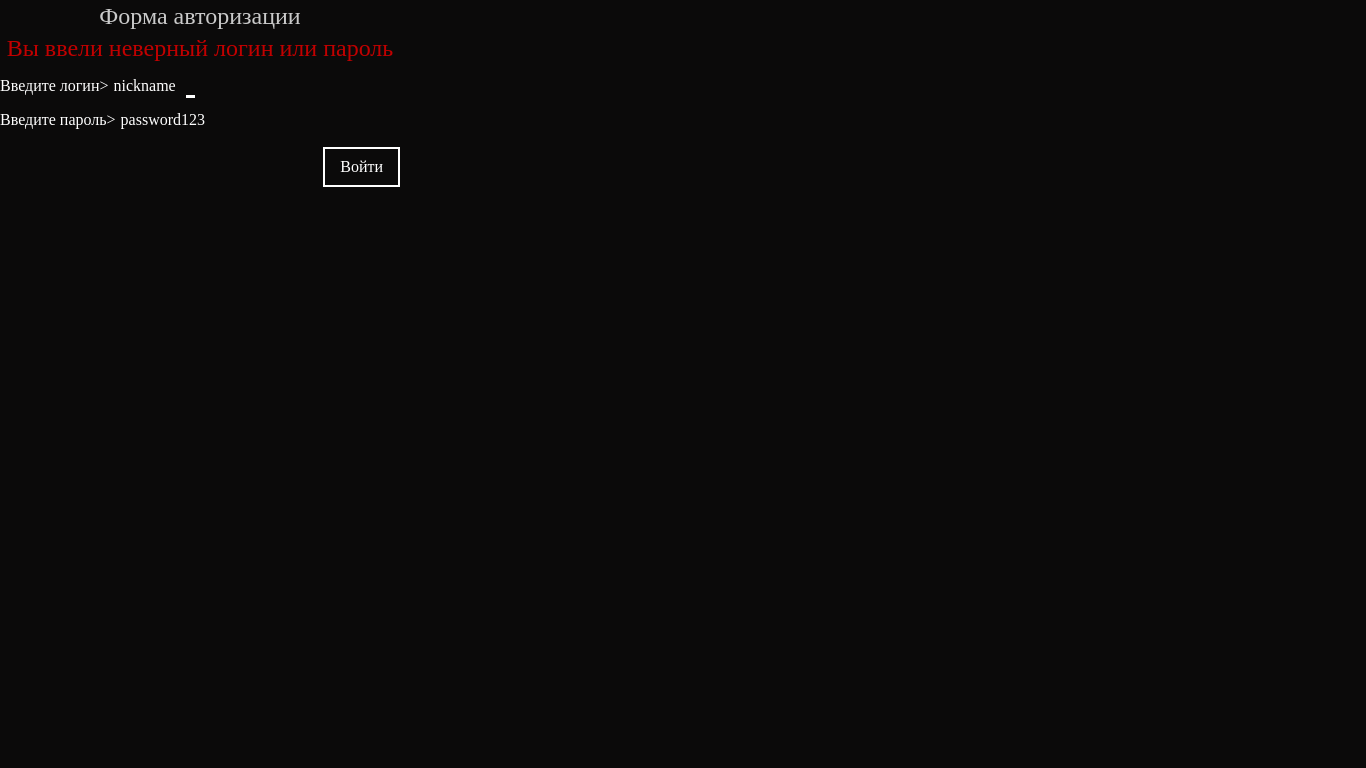 Форма авторизации
Вы ввели неверный логин или пароль
Введите логин> nickname _
Введите пароль> password123
Войти